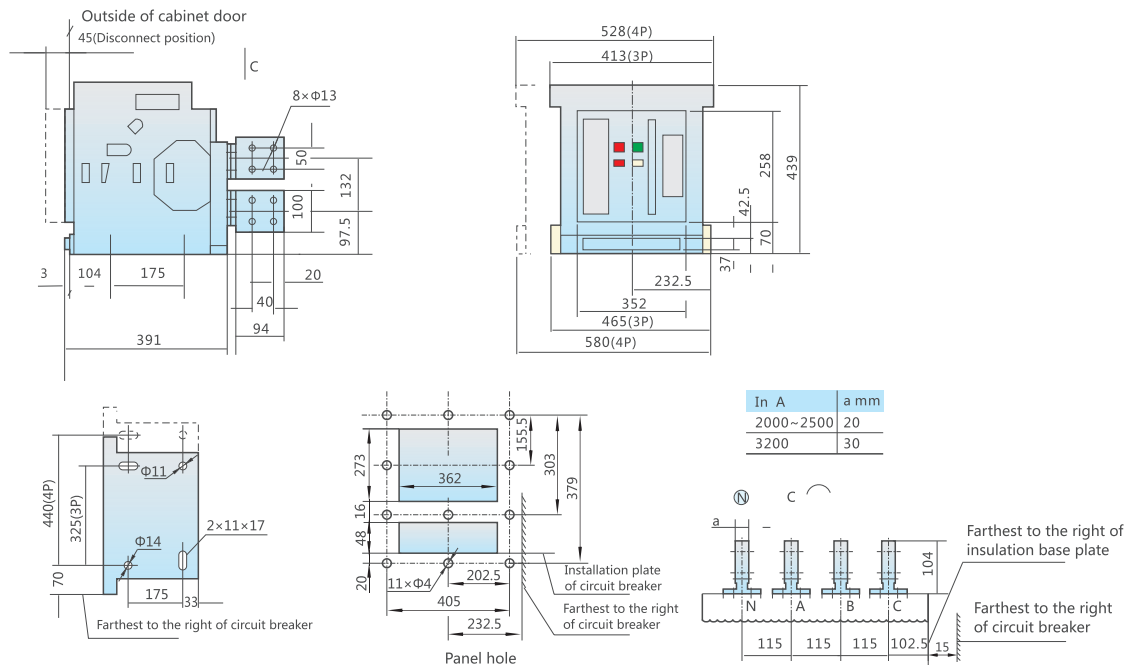 Outside of cabinet door
45(Disconnect position)
C
8×Φ13
50
132
100
97.5
3
104
175
20
40
94
391
528(4P)
413(3P)
258
439
42.5
70
37
232.5
352
465(3P)
580(4P)
440(4P)
325(3P)
70
Φ11
Φ14
2×11×17
175
33
Farthest to the right of circuit breaker
273
16
48
20
362
155.5
303
379
11×Φ4
202.5
405
232.5
Installation plate
of circuit breaker
Farthest to the right
of circuit breaker
Panel hole
In A a mm
2000~2500 20
3200 30
N C
a
104
N A B C
115 115 115 102.5 15
Farthest to the right of
insulation base plate
Farthest to the right
of circuit breaker